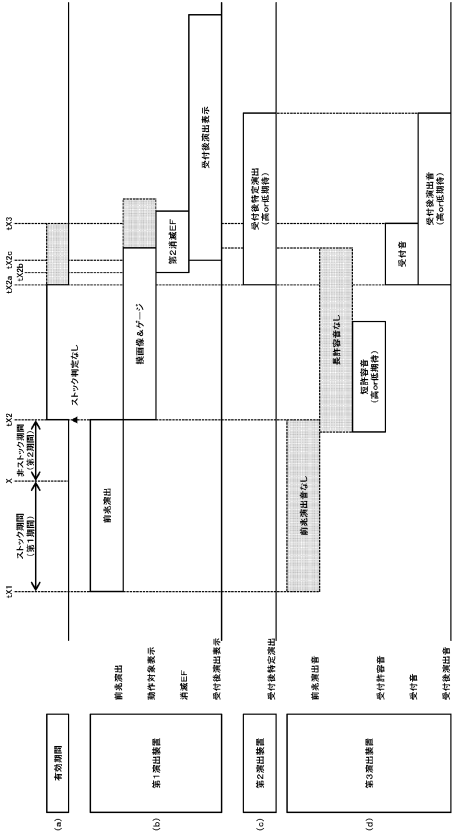 tX1
X
tX2
tX2a
tX2b
tX2c
tX3
ストック期間
(第1期間)
非ストック期間
(第2期間)
ストック判定なし
(a)
有効期間
(b)
第1演出装置
前兆演出
前兆演出
動作対象表示
操画像&ゲージ
消滅EF
第2消滅EF
受付後演出表示
受付後演出表示
(c)
第2演出装置
受付後特定演出
受付後特定演出
(高or低期待)
(d)
第3演出装置
前兆演出音
前兆演出音なし
長許容音なし
受付許容音
短許容音
(高or低期待)
受付音
受付音
受付後演出音
受付後演出音
(高or低期待)